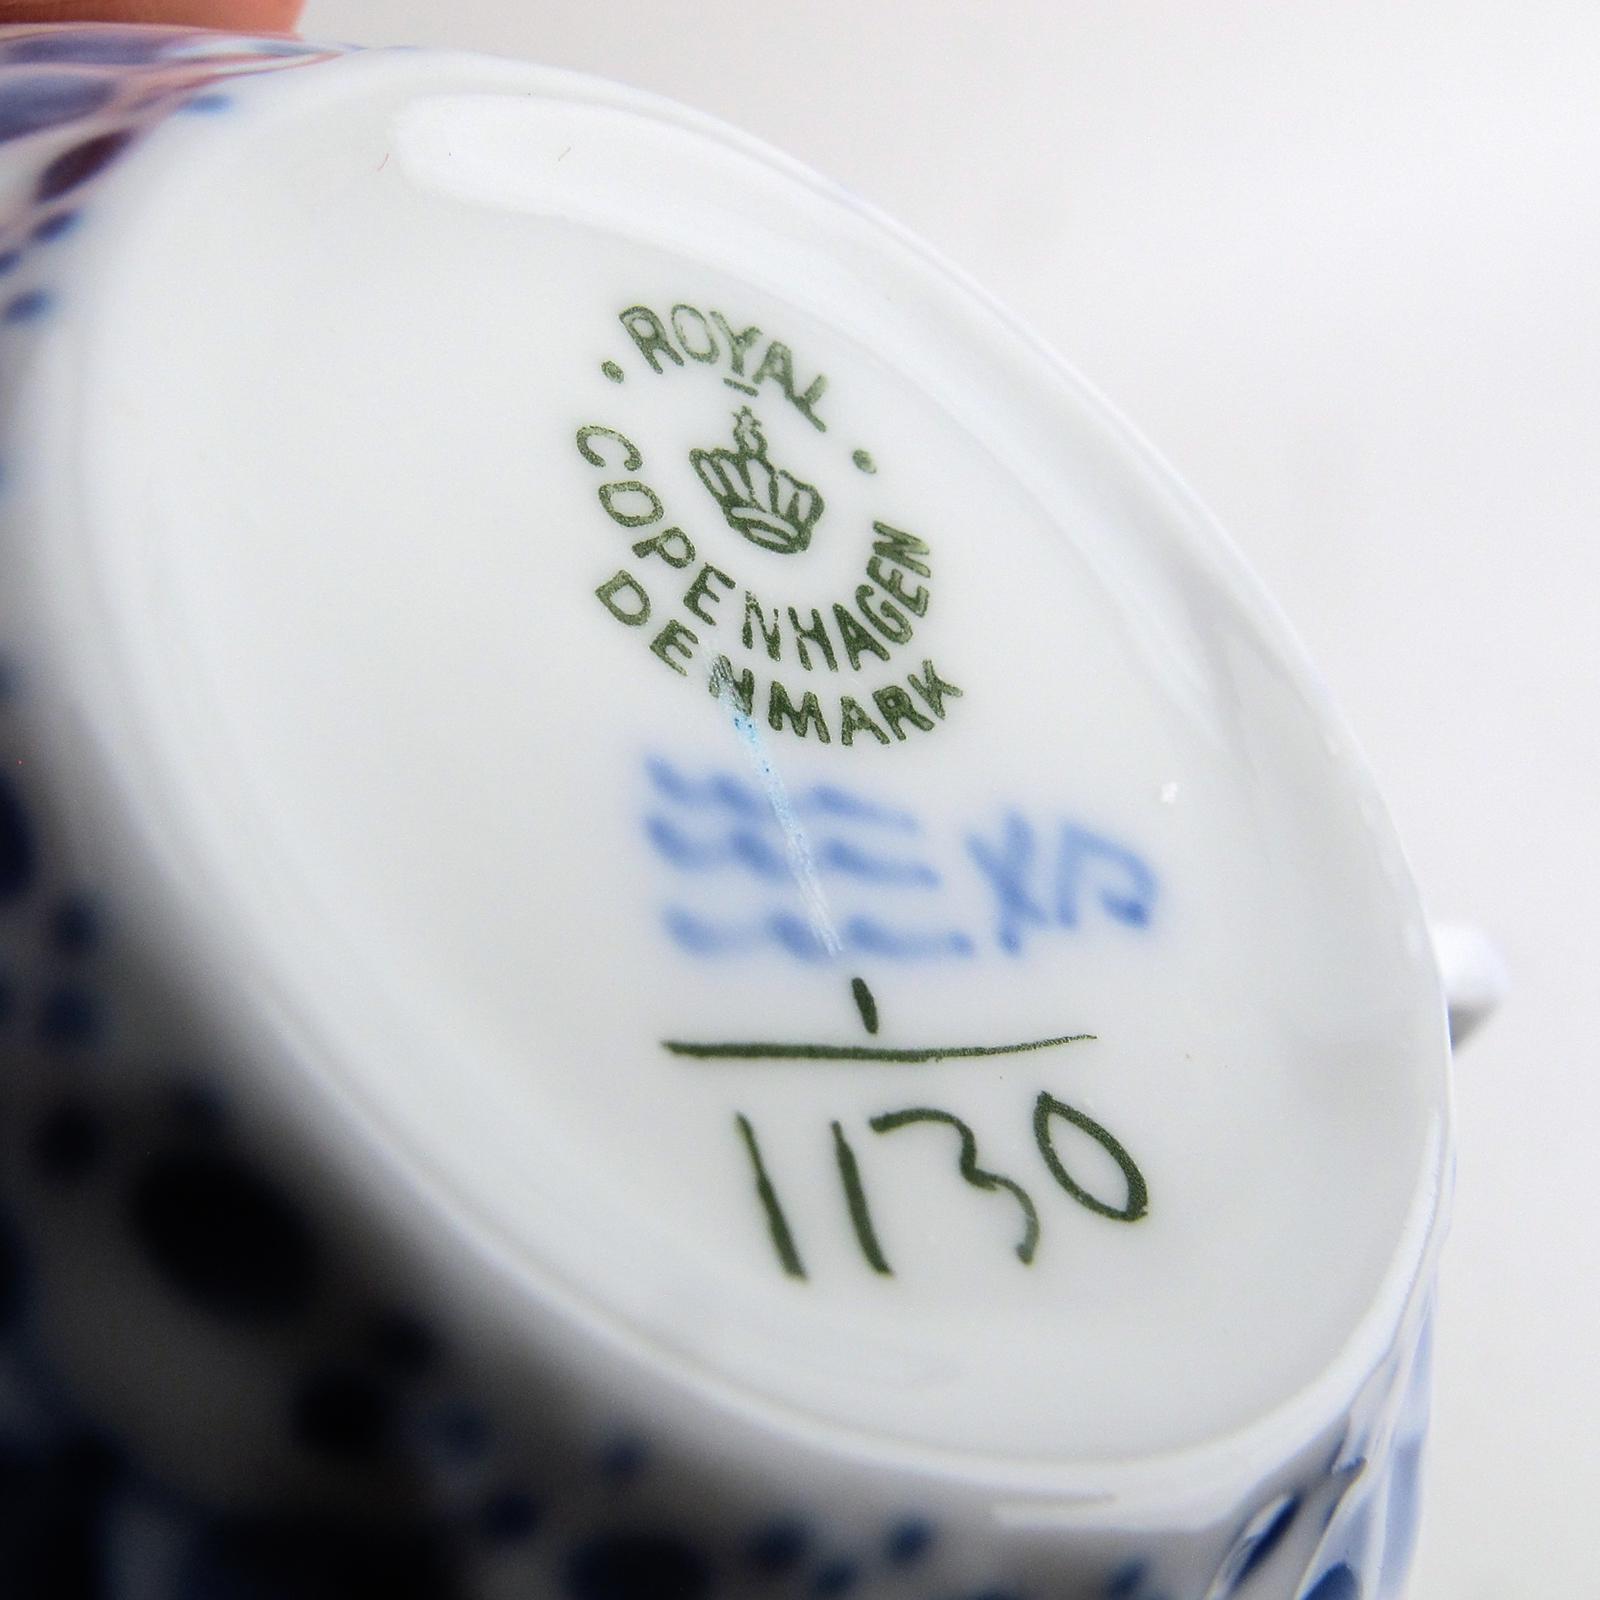 ROYAL
COPENHAGEN
DENMARK
1
1130